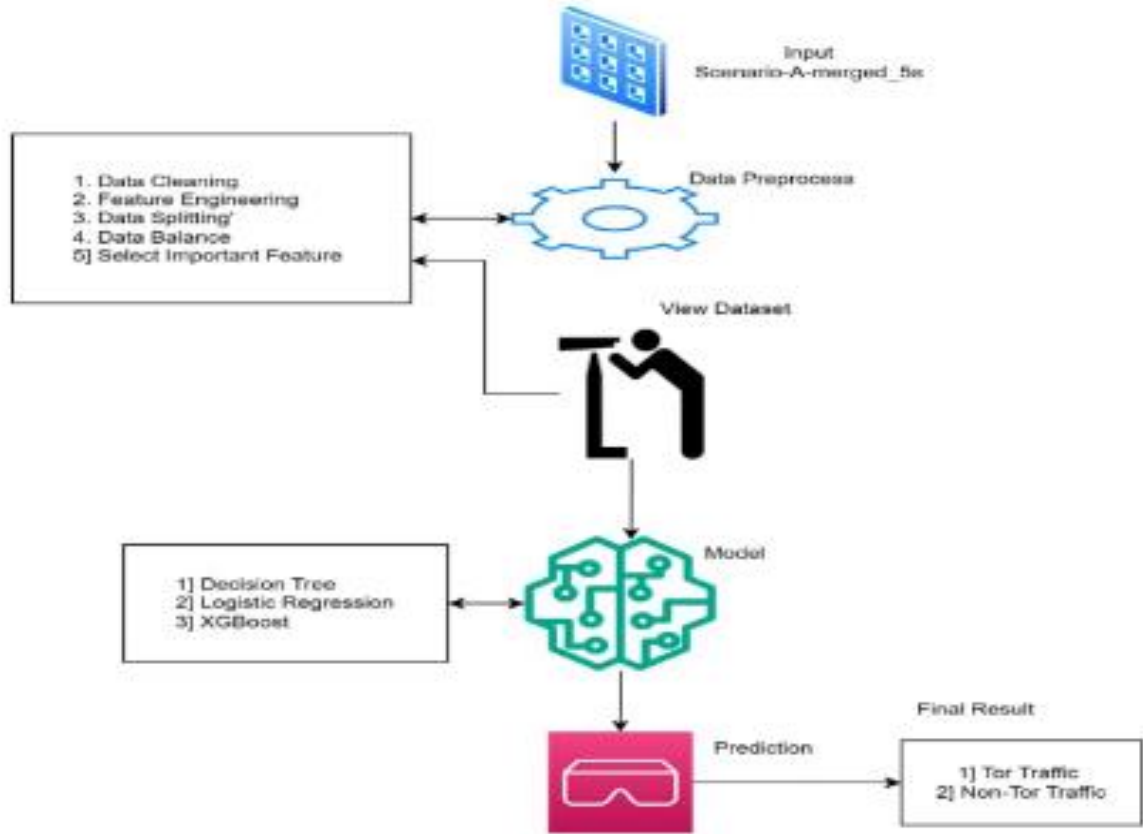 Input
Scenario-A-merged_5s
Data Preprocess
1. Data Cleaning
2. Feature Engineering
3. Data Splitting'
4. Data Balance
5] Select Important Feature
View Dataset
Model
1] Decision Tree
2] Logistic Regression
3] XGBoost
Prediction
Final Result
1] Tor Traffic
2] Non-Tor Traffic